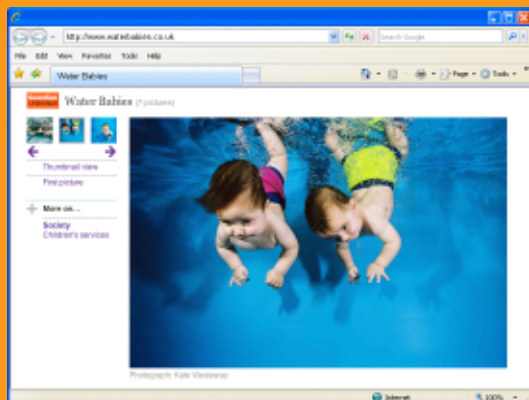 http://www.waterbabies.co.uk
Search Google
File Edit View Favorites Tools Help
Water Babies
Page Tools
Water Babies (7 pictures)
Thumbnail view
First picture
More on...
Society
Children's services
Photograph: Kate Westaway
Internet
100%